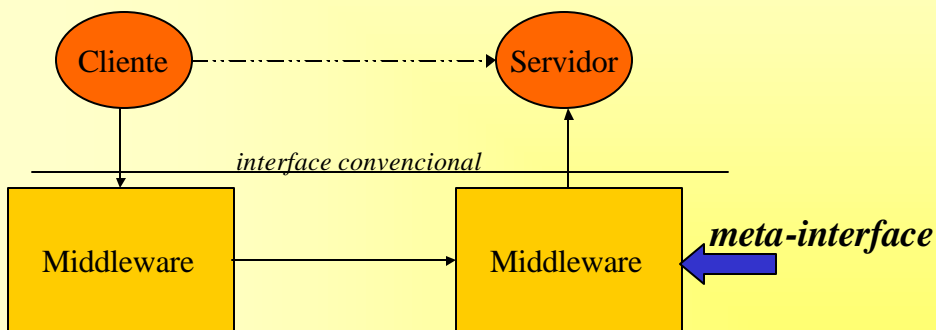 Cliente
Servidor
interface convencional
meta-interface
Middleware
Middleware